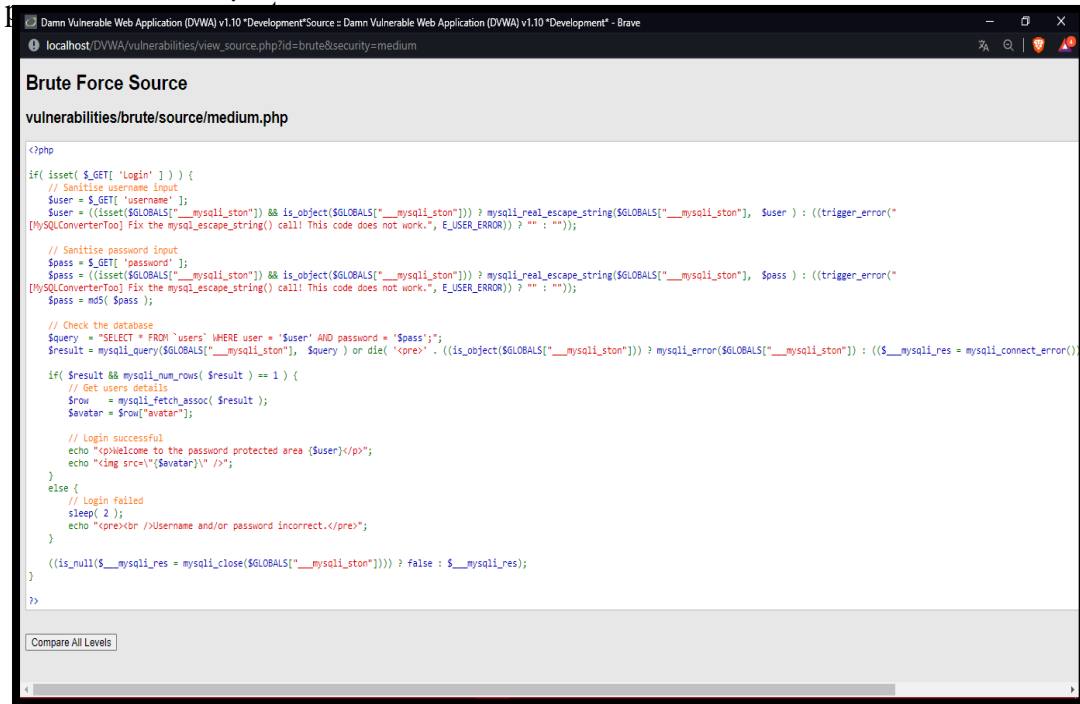 p
Damn Vulnerable Web Application (DVWA) v1.10 *Development*Source :: Damn Vulnerable Web Application (DVWA) v1.10 *Development* - Brave
localhost/DVWA/vulnerabilities/view_source.php?id=brute&security=medium
Brute Force Source
vulnerabilities/brute/source/medium.php
<?php
if( isset( $_GET[ 'Login' ] ) ) {
// Sanitise username input
$user = $_GET[ 'username' ];
$user = ((isset($GLOBALS["___mysqli_ston"]) && is_object($GLOBALS["___mysqli_ston"])) ? mysqli_real_escape_string($GLOBALS["___mysqli_ston"], $user ) : ((trigger_error("
[MySQLConverterToo] Fix the mysql_escape_string() call! This code does not work.", E_USER_ERROR)) ? "" : ""));
// Sanitise password input
$pass = $_GET[ 'password' ];
$pass = ((isset($GLOBALS["___mysqli_ston"]) && is_object($GLOBALS["___mysqli_ston"])) ? mysqli_real_escape_string($GLOBALS["___mysqli_ston"], $pass ) : ((trigger_error("
[MySQLConverterToo] Fix the mysql_escape_string() call! This code does not work.", E_USER_ERROR)) ? "" : ""));
$pass = md5( $pass );
// Check the database
$query = "SELECT * FROM `users` WHERE user = '$user' AND password = '$pass';";
$result = mysqli_query($GLOBALS["___mysqli_ston"], $query ) or die( '<pre>' . ((is_object($GLOBALS["___mysqli_ston"])) ? mysqli_error($GLOBALS["___mysqli_ston"]) : (($___mysqli_res = mysqli_connect_error())
if( $result && mysqli_num_rows( $result ) == 1 ) {
// Get users details
$row = mysqli_fetch_assoc( $result );
$avatar = $row["avatar"];
// Login successful
echo "<p>Welcome to the password protected area {$user}</p>";
echo "<img src=\"{$avatar}\" />";
}
else {
// Login failed
sleep( 2 );
echo "<pre><br />Username and/or password incorrect.</pre>";
}
((is_null($___mysqli_res = mysqli_close($GLOBALS["___mysqli_ston"]))) ? false : $___mysqli_res);
}
?>
Compare All Levels